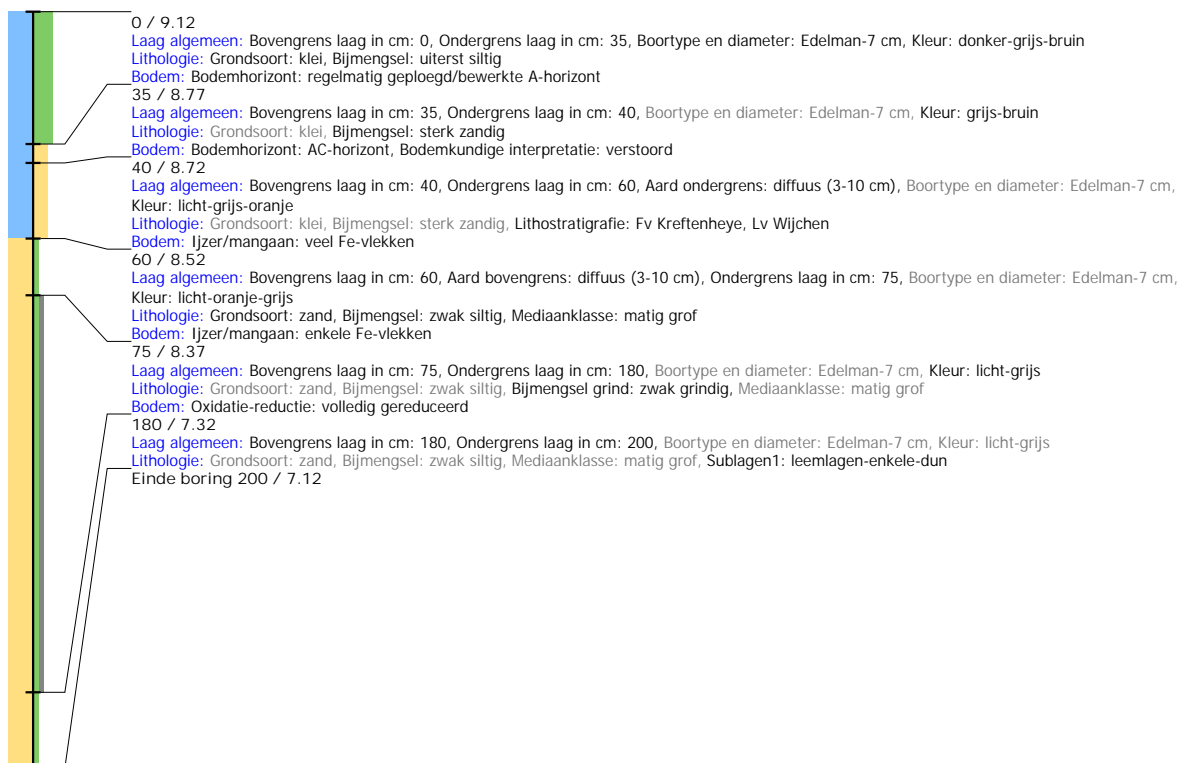 0 / 9.12
Laag algemeen: Bovengrens laag in cm: 0, Ondergrens laag in cm: 35, Boortype en diameter: Edelman-7 cm, Kleur: donker-grijs-bruin
Lithologie: Grondsoort: klei, Bijmengsel: uiterst siltig
Bodem: Bodemhorizont: regelmatig geploegd/bewerkte A-horizont
35 / 8.77
Laag algemeen: Bovengrens laag in cm: 35, Ondergrens laag in cm: 40, Boortype en diameter: Edelman-7 cm, Kleur: grijs-bruin
Lithologie: Grondsoort: klei, Bijmengsel: sterk zandig
Bodem: Bodemhorizont: AC-horizont, Bodemkundige interpretatie: verstoord
40 / 8.72
Laag algemeen: Bovengrens laag in cm: 40, Ondergrens laag in cm: 60, Aard ondergrens: diffuus (3-10 cm), Boortype en diameter: Edelman-7 cm,
Kleur: licht-grijs-oranje
Lithologie: Grondsoort: klei, Bijmengsel: sterk zandig, Lithostratigrafie: Fv Kreftenheye, Lv Wijchen
Bodem: Ijzer/mangaan: veel Fe-vlekken
60 / 8.52
Laag algemeen: Bovengrens laag in cm: 60, Aard bovengrens: diffuus (3-10 cm), Ondergrens laag in cm: 75, Boortype en diameter: Edelman-7 cm,
Kleur: licht-oranje-grijs
Lithologie: Grondsoort: zand, Bijmengsel: zwak siltig, Mediaanklasse: matig grof
Bodem: Ijzer/mangaan: enkele Fe-vlekken
75 / 8.37
Laag algemeen: Bovengrens laag in cm: 75, Ondergrens laag in cm: 180, Boortype en diameter: Edelman-7 cm, Kleur: licht-grijs
Lithologie: Grondsoort: zand, Bijmengsel: zwak siltig, Bijmengsel grind: zwak grindig, Mediaanklasse: matig grof
Bodem: Oxidatie-reductie: volledig gereduceerd
180 / 7.32
Laag algemeen: Bovengrens laag in cm: 180, Ondergrens laag in cm: 200, Boortype en diameter: Edelman-7 cm, Kleur: licht-grijs
Lithologie: Grondsoort: zand, Bijmengsel: zwak siltig, Mediaanklasse: matig grof, Sublagen1: leemlagen-enkele-dun
Einde boring 200 / 7.12